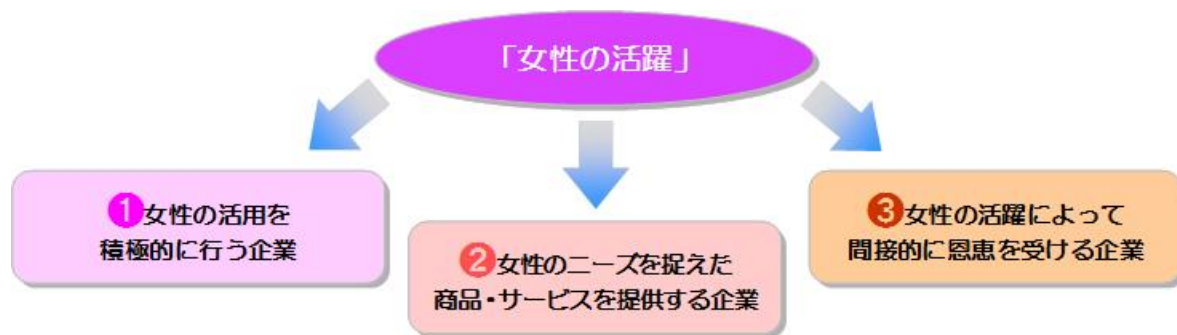 「女性の活躍」
❶女性の活用を
積極的に行う企業
❷女性のニーズを捉えた
商品・サービスを提供する企業
❸女性の活躍によって
間接的に恩恵を受ける企業